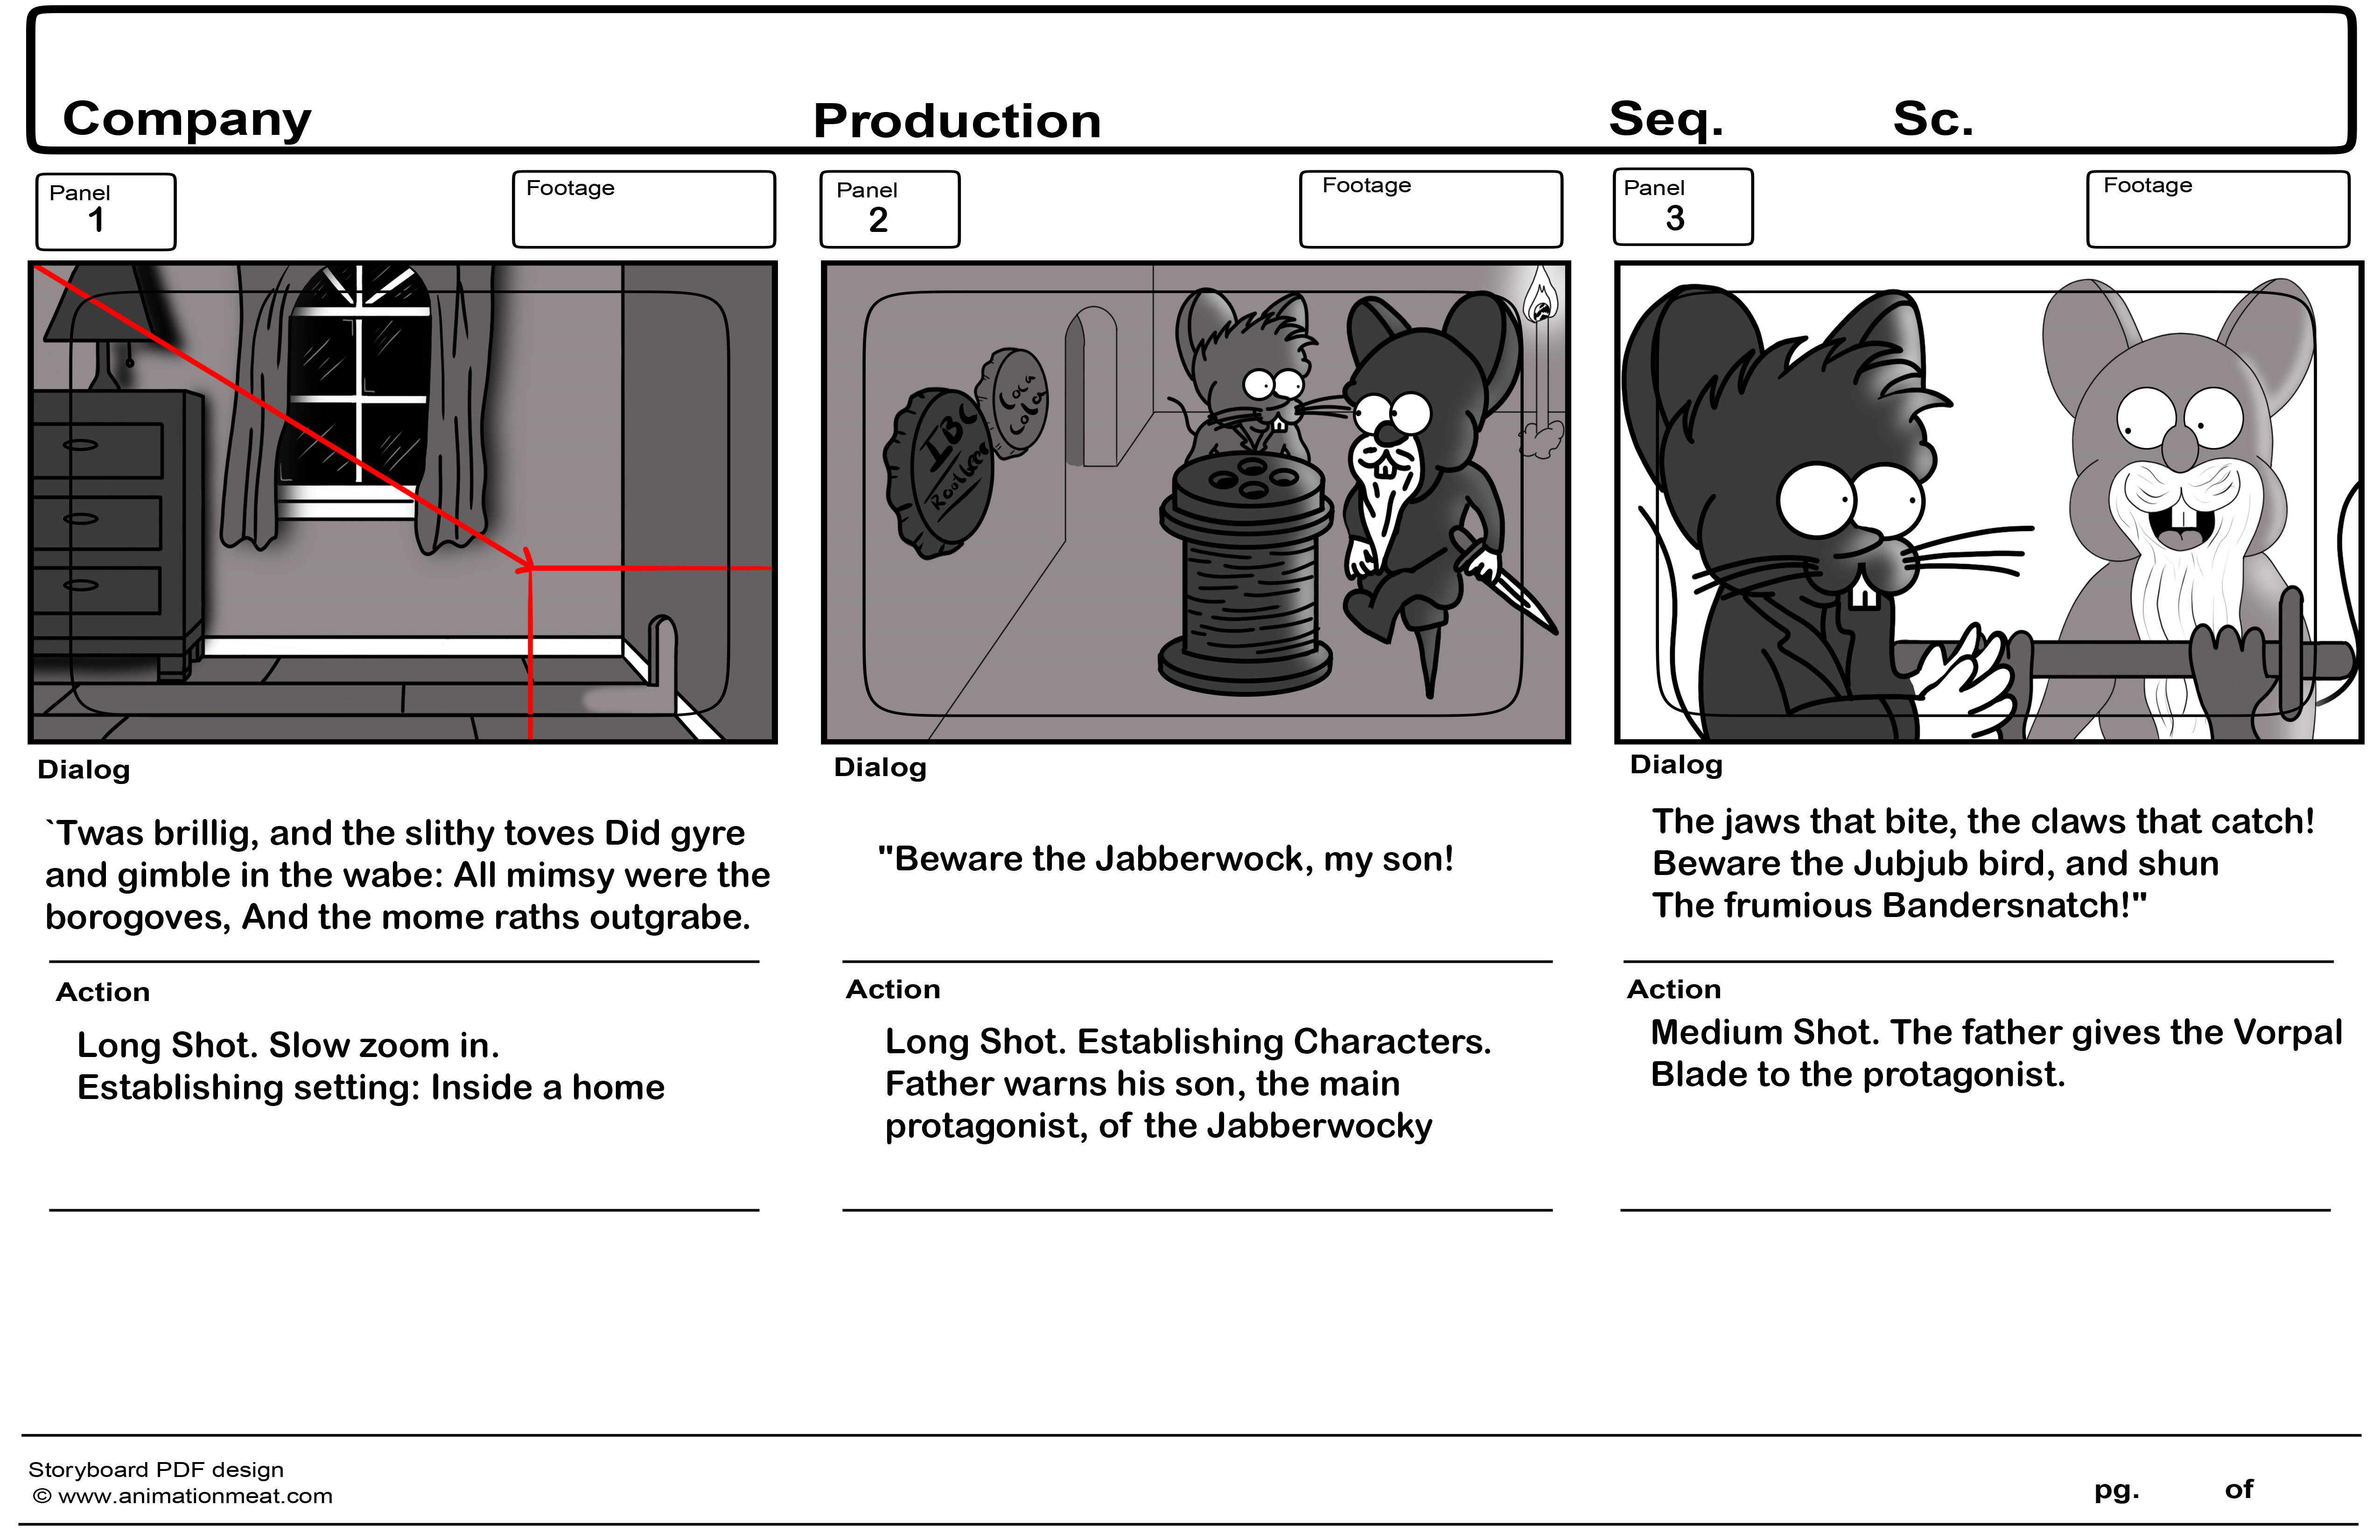 Company Production Seq. Sc.
Panel
1
Footage
Panel
2
Footage
Panel
3
Footage
IBC
Rootbeer
Coca
Cola
Dialog
`Twas brillig, and the slithy toves Did gyre
and gimble in the wabe: All mimsy were the
borogoves, And the mome raths outgrabe.
Action
Long Shot. Slow zoom in.
Establishing setting: Inside a home
Dialog
"Beware the Jabberwock, my son!
Action
Long Shot. Establishing Characters.
Father warns his son, the main
protagonist, of the Jabberwocky
Dialog
The jaws that bite, the claws that catch!
Beware the Jubjub bird, and shun
The frumious Bandersnatch!"
Action
Medium Shot. The father gives the Vorpal
Blade to the protagonist.
Storyboard PDF design
© www.animationmeat.com
pg. of